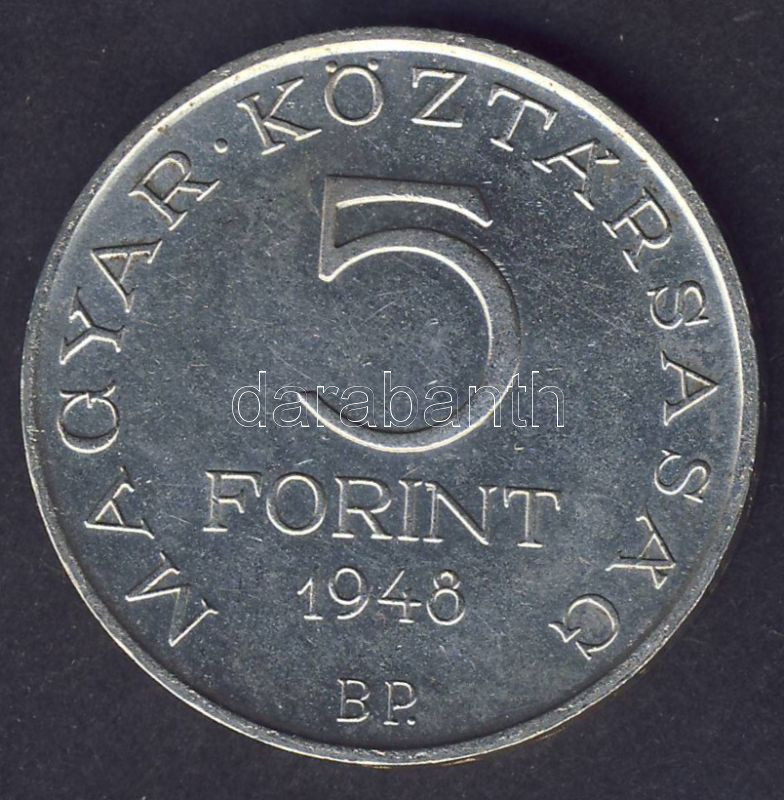 MAGYAR · KÖZTÁRSASÁG
5
darabanth
FORINT
1948
BP.